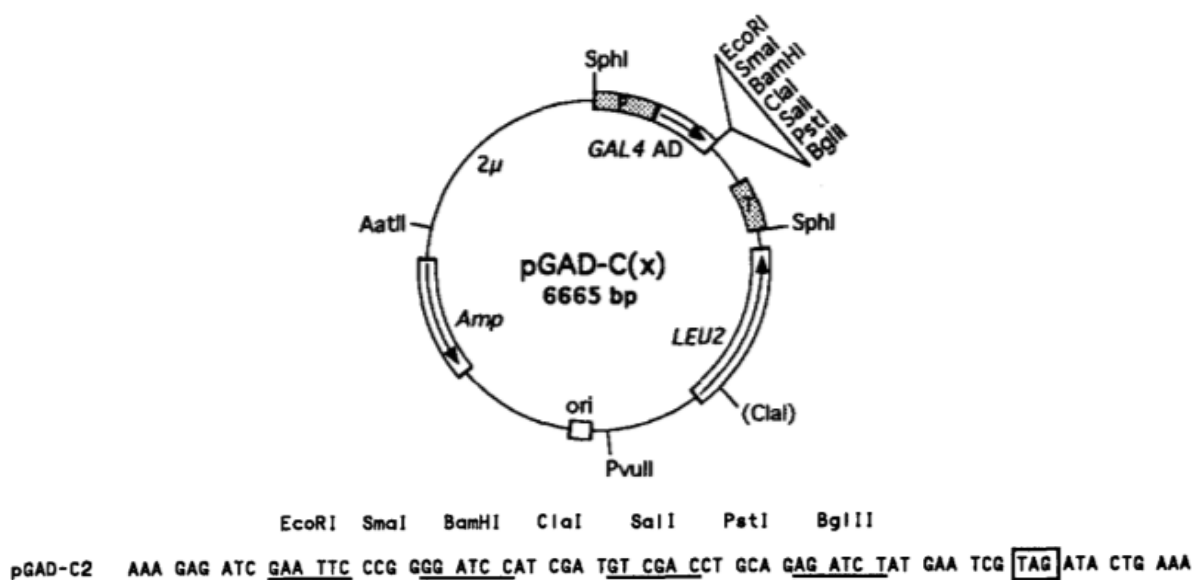 EcoRI
SmaI
BamHI
ClaI
SalI
PstI
BglII
SphI
P
GAL4 AD
2μ
T
AatII
SphI
pGAD-C(x)
6665 bp
Amp
LEU2
ori
(ClaI)
PvuII
EcoRI SmaI BamHI ClaI SalI PstI BglII
pGAD-C2 AAA GAG ATC GAA TTC CCG GGG ATC CAT CGA TGT CGA CCT GCA GAG ATC TAT GAA TCG TAG ATA CTG AAA